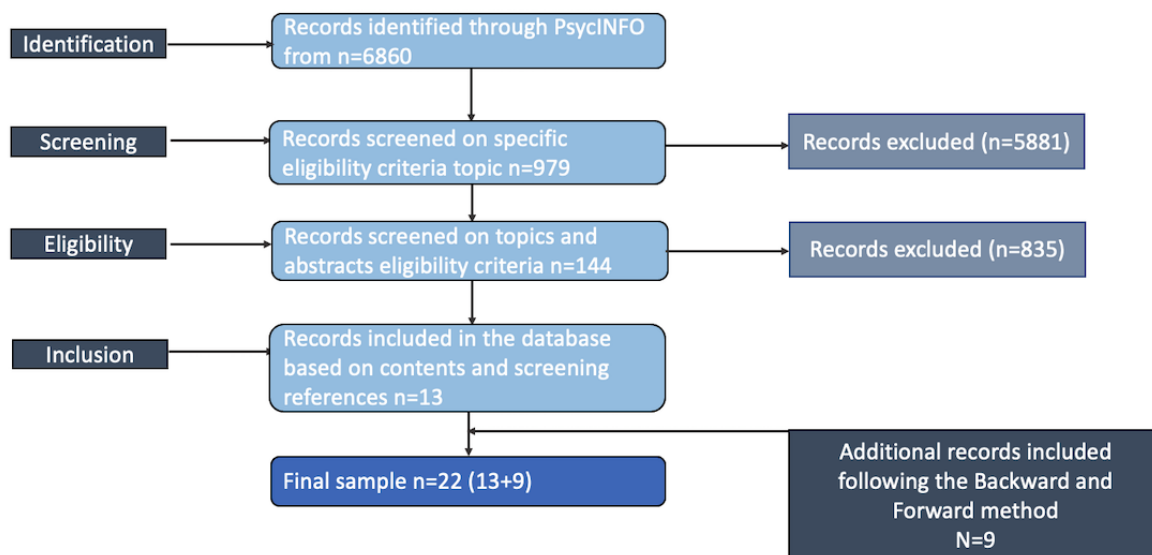 Identification
Records identified through PsycINFO
from n=6860
Screening
Records screened on specific
eligibility criteria topic n=979
Records excluded (n=5881)
Eligibility
Records screened on topics and
abstracts eligibility criteria n=144
Records excluded (n=835)
Inclusion
Records included in the database
based on contents and screening
references n=13
Additional records included
following the Backward and
Forward method
N=9
Final sample n=22 (13+9)